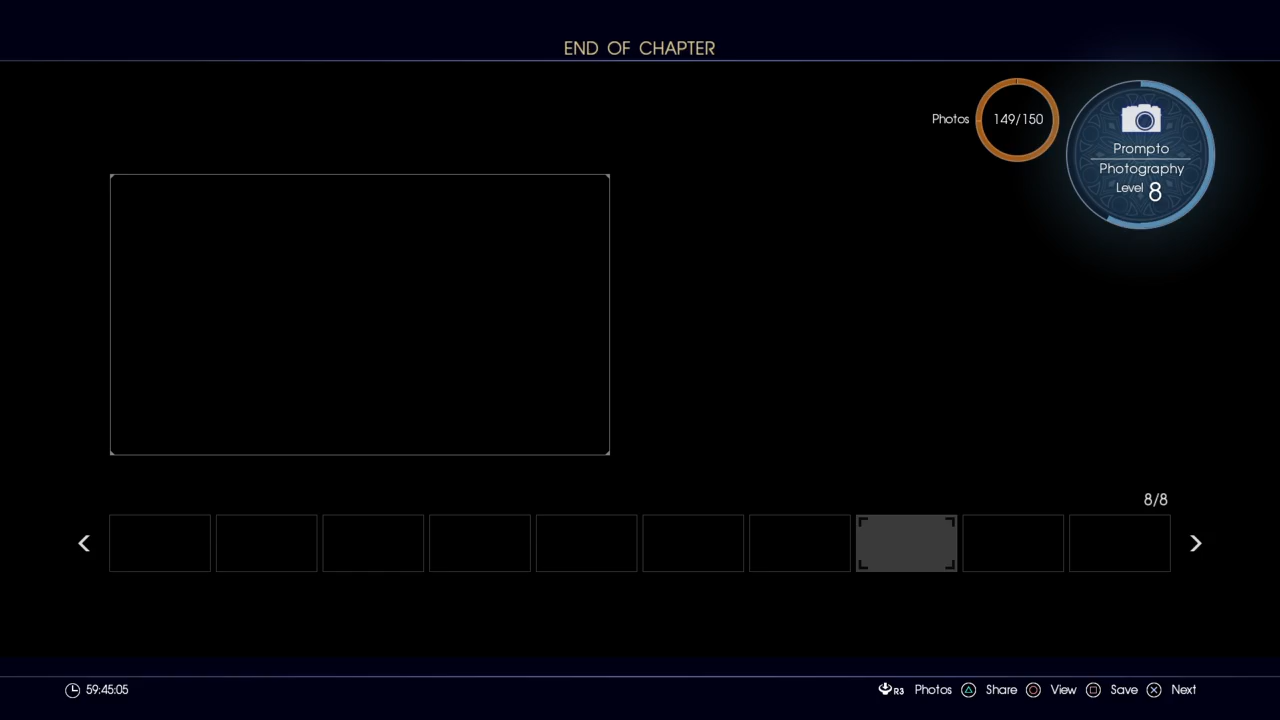 END OF CHAPTER
Photos
149/150
Prompto
Photography
Level 8
8/8
59:45:05
R3 Photos Share View Save Next